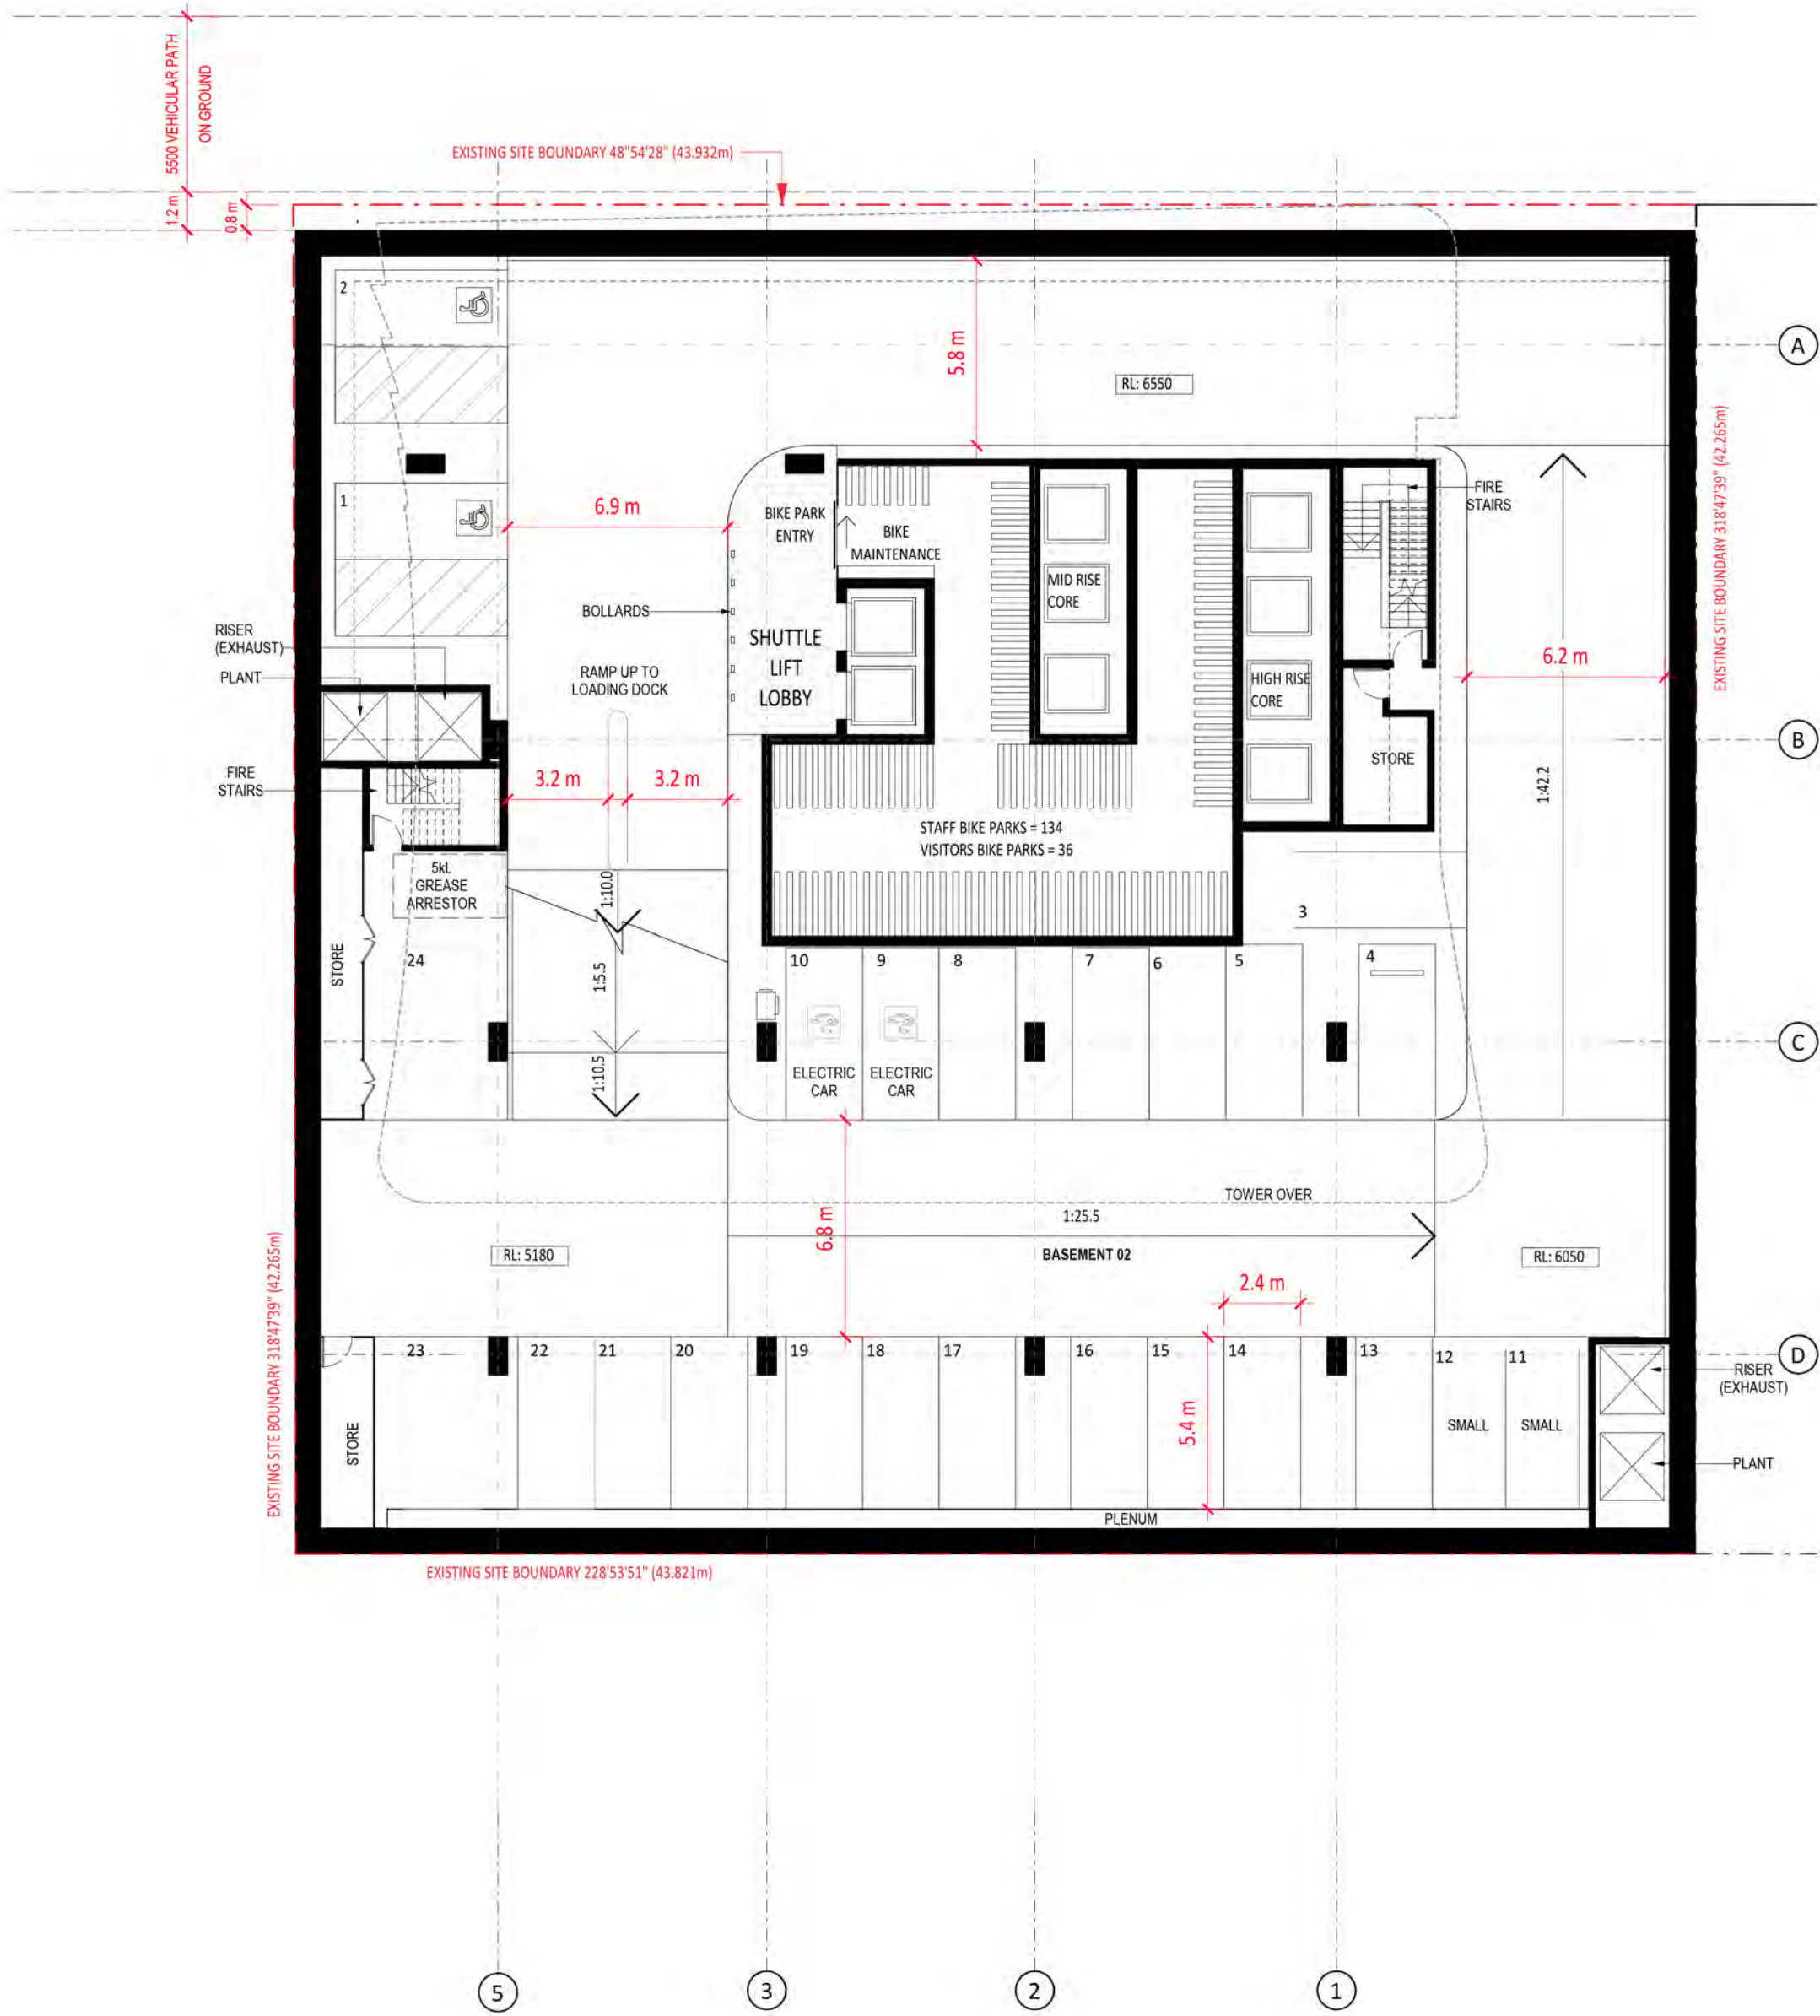 5500 VEHICULAR PATH
ON GROUND
EXISTING SITE BOUNDARY 48"54'28" (43.932m)
1.2 m
0.8 m
2
5.8 m
A
RL: 6550
EXISTING SITE BOUNDARY 318'47'39" (42.265m)
1
6.9 m
BIKE PARK
ENTRY
BIKE
MAINTENANCE
FIRE
STAIRS
MID RISE
CORE
BOLLARDS
RISER
(EXHAUST)
SHUTTLE
LIFT
LOBBY
6.2 m
PLANT
RAMP UP TO
LOADING DOCK
HIGH RISE
CORE
B
STORE
FIRE
STAIRS
3.2 m
3.2 m
1:42.2
STAFF BIKE PARKS = 134
VISITORS BIKE PARKS = 36
5kL
GREASE
ARRESTOR
1:10.0
3
STORE
24
10
9
8
7
6
5
4
1:5.5
C
1:10.5
ELECTRIC
CAR
ELECTRIC
CAR
TOWER OVER
1:25.5
6.8 m
RL: 5180
BASEMENT 02
RL: 6050
EXISTING SITE BOUNDARY 318'47'39" (42.265m)
2.4 m
23
22
21
20
19
18
17
16
15
14
13
12
11
D
RISER
(EXHAUST)
STORE
5.4 m
SMALL
SMALL
PLANT
PLENUM
EXISTING SITE BOUNDARY 228'53'51" (43.821m)
5
3
2
1